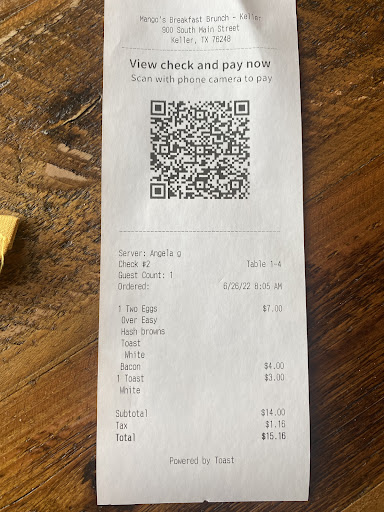 Mango's Breakfast Brunch - Keller
800 South Main Street
Keller, TX 76248
View check and pay now
Scan with phone camera to pay
Server: Angela g
Check #2 Table 1-4
Guest Count: 1
Ordered: 6/26/22 8:05 AM
1 Two Eggs $7.00
Over Easy
Hash browns
Toast
White
Bacon $4.00
1 Toast $3.00
White
Subtotal $14.00
Tax $1.16
Total $15.16
Powered by Toast